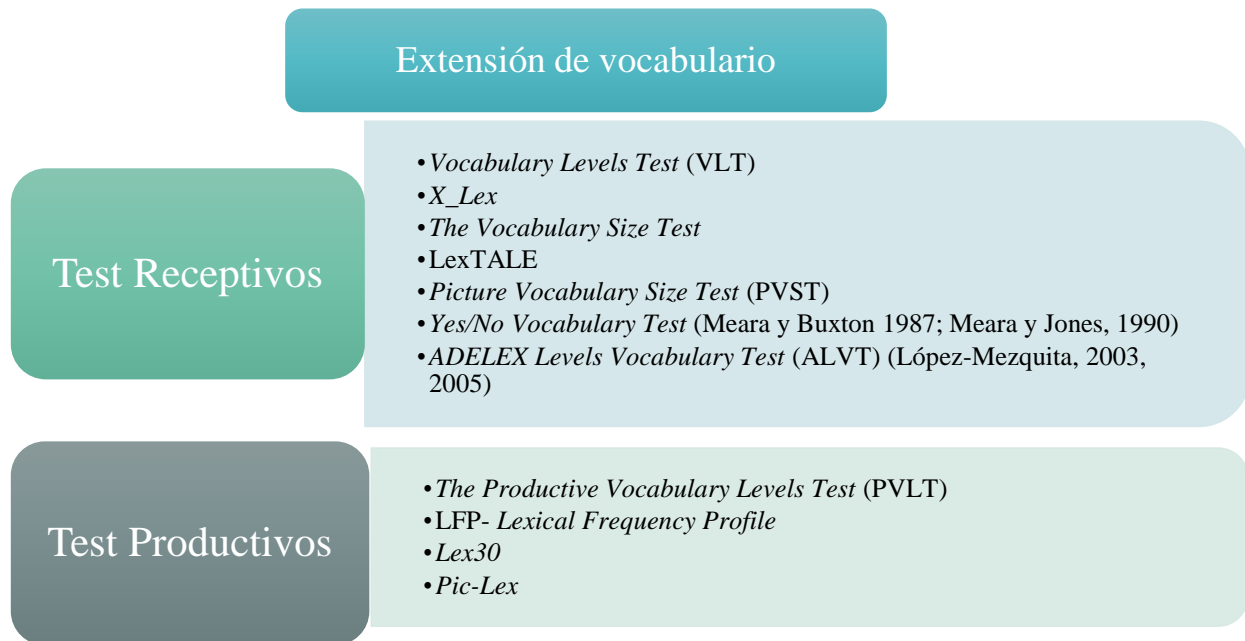 Extensión de vocabulario
Test Receptivos
•Vocabulary Levels Test (VLT)
•X_Lex
•The Vocabulary Size Test
•LexTALE
•Picture Vocabulary Size Test (PVST)
•Yes/No Vocabulary Test (Meara y Buxton 1987; Meara y Jones, 1990)
•ADELEX Levels Vocabulary Test (ALVT) (López-Mezquita, 2003,
2005)
Test Productivos
•The Productive Vocabulary Levels Test (PVLT)
•LFP- Lexical Frequency Profile
•Lex30
•Pic-Lex